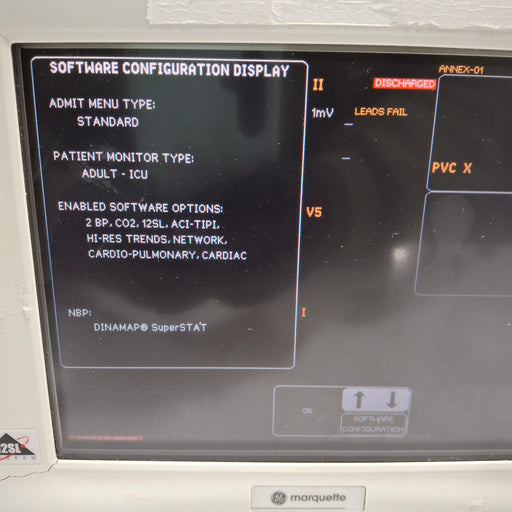 SOFTWARE CONFIGURATION DISPLAY
ADMIT MENU TYPE:
STANDARD
PATIENT MONITOR TYPE:
ADULT - ICU
ENABLED SOFTWARE OPTIONS:
2 BP, CO2, 12SL, ACI-TIPI,
HI-RES TRENDS, NETWORK,
CARDIO-PULMONARY, CARDIAC
NBP:
DINAMAP® SuperSTAT
II
DISCHARGED
ANNEX-01
1mV
LEADS FAIL
PVC X
V5
I
OK
SOFTWARE
CONFIGURATION
12SL
GE marquette